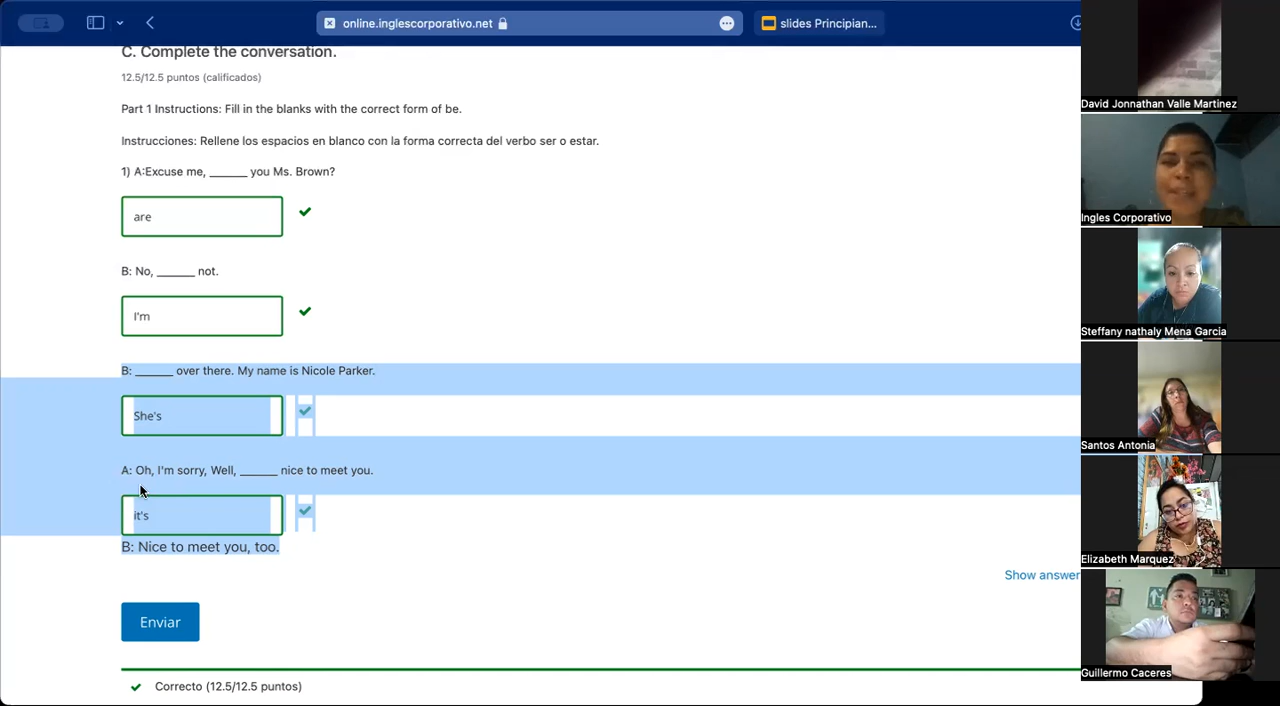 online.inglescorporativo.net
slides Principian...
C. Complete the conversation.
12.5/12.5 puntos (calificados)
Part 1 Instructions: Fill in the blanks with the correct form of be.
Instrucciones: Rellene los espacios en blanco con la forma correcta del verbo ser o estar.
1) A:Excuse me, ______ you Ms. Brown?
are
B: No, ______ not.
I'm
B: ______ over there. My name is Nicole Parker.
She's
A: Oh, I'm sorry, Well, ______ nice to meet you.
it's
B: Nice to meet you, too.
Show answer
Enviar
Correcto (12.5/12.5 puntos)
David Jonnathan Valle Martinez
Ingles Corporativo
Steffany nathaly Mena Garcia
Santos Antonia
Elizabeth Marquez
Guillermo Caceres